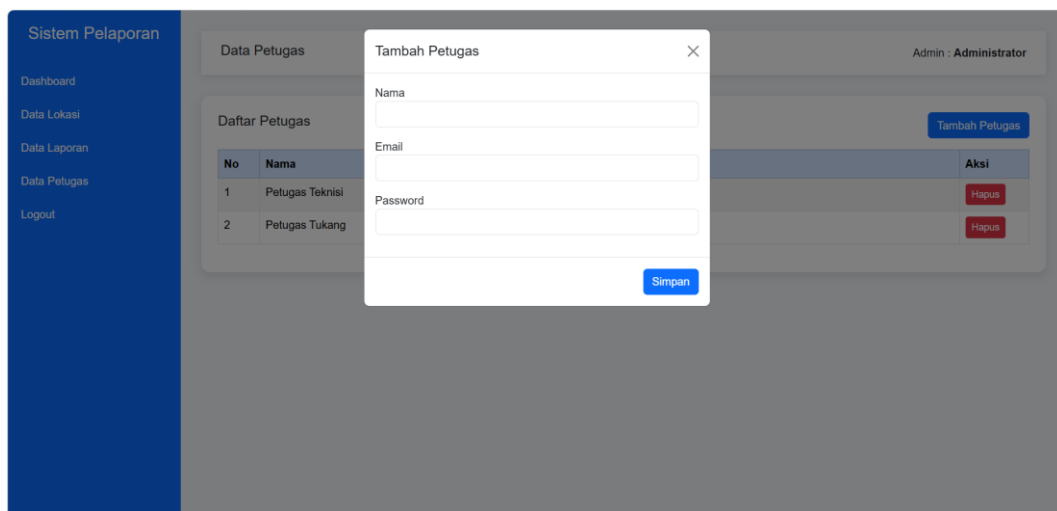 Sistem Pelaporan
Dashboard
Data Lokasi
Data Laporan
Data Petugas
Logout
Data Petugas
Admin : Administrator
Daftar Petugas
Tambah Petugas
No Nama Aksi
1 Petugas Teknisi Hapus
2 Petugas Tukang Hapus
Tambah Petugas
Nama
Email
Password
Simpan